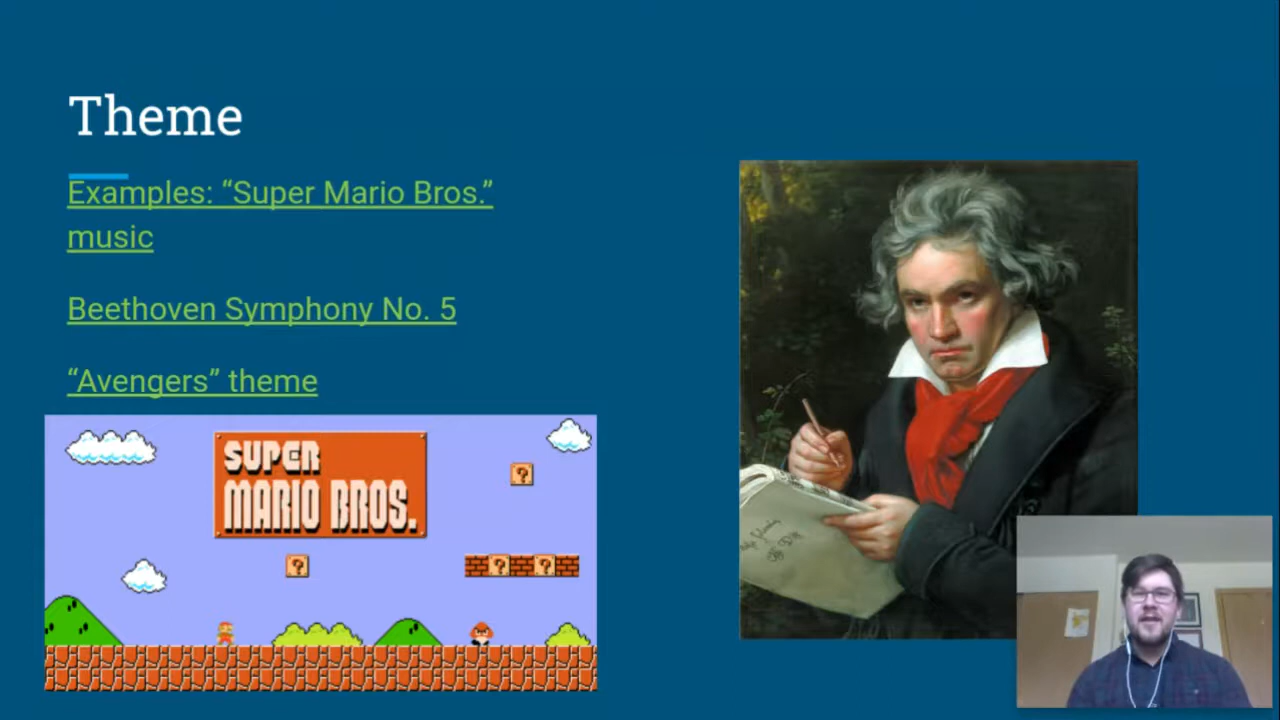 Theme
Examples: “Super Mario Bros.”
music
Beethoven Symphony No. 5
“Avengers” theme
SUPER
MARIO BROS.
?
?
? ?